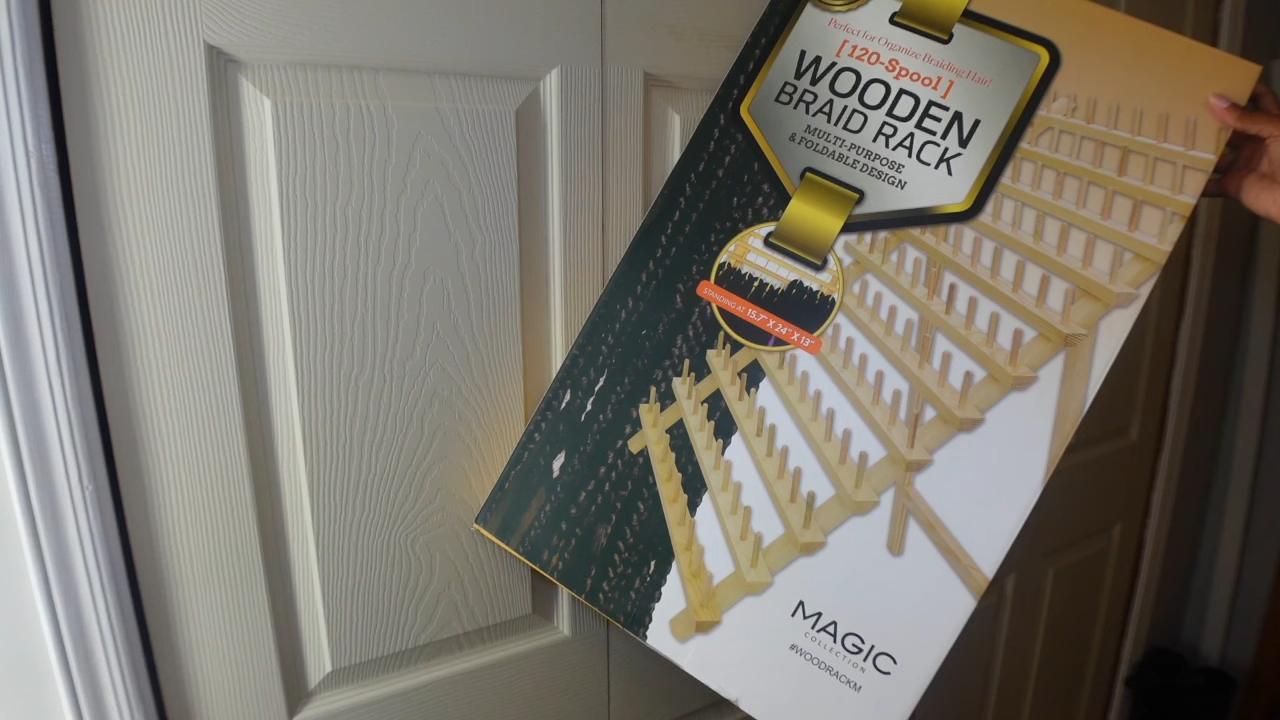 Perfect for Organize Braiding Hair!
[ 120-Spool ]
WOODEN
BRAID RACK
MULTI-PURPOSE
& FOLDABLE DESIGN
STANDING AT 15.7" X 24" X 13"
MAGIC
COLLECTION
#WOODRACKM